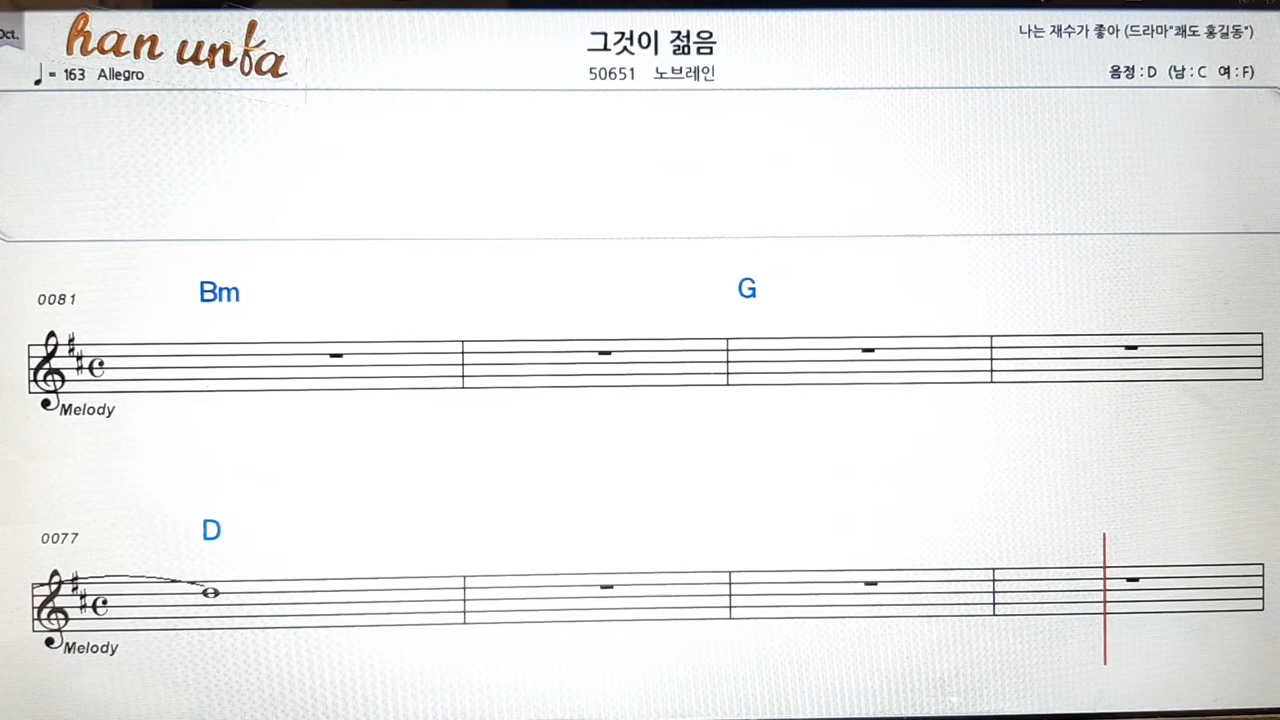 Oct.
han unfa
= 163 Allegro
그것이 젊음
50651 노브레인
나는 재수가 좋아 (드라마"쾌도 홍길동")
음정 : D (남 : C 여 : F)
0081
Bm
G
Melody
0077
D
Melody